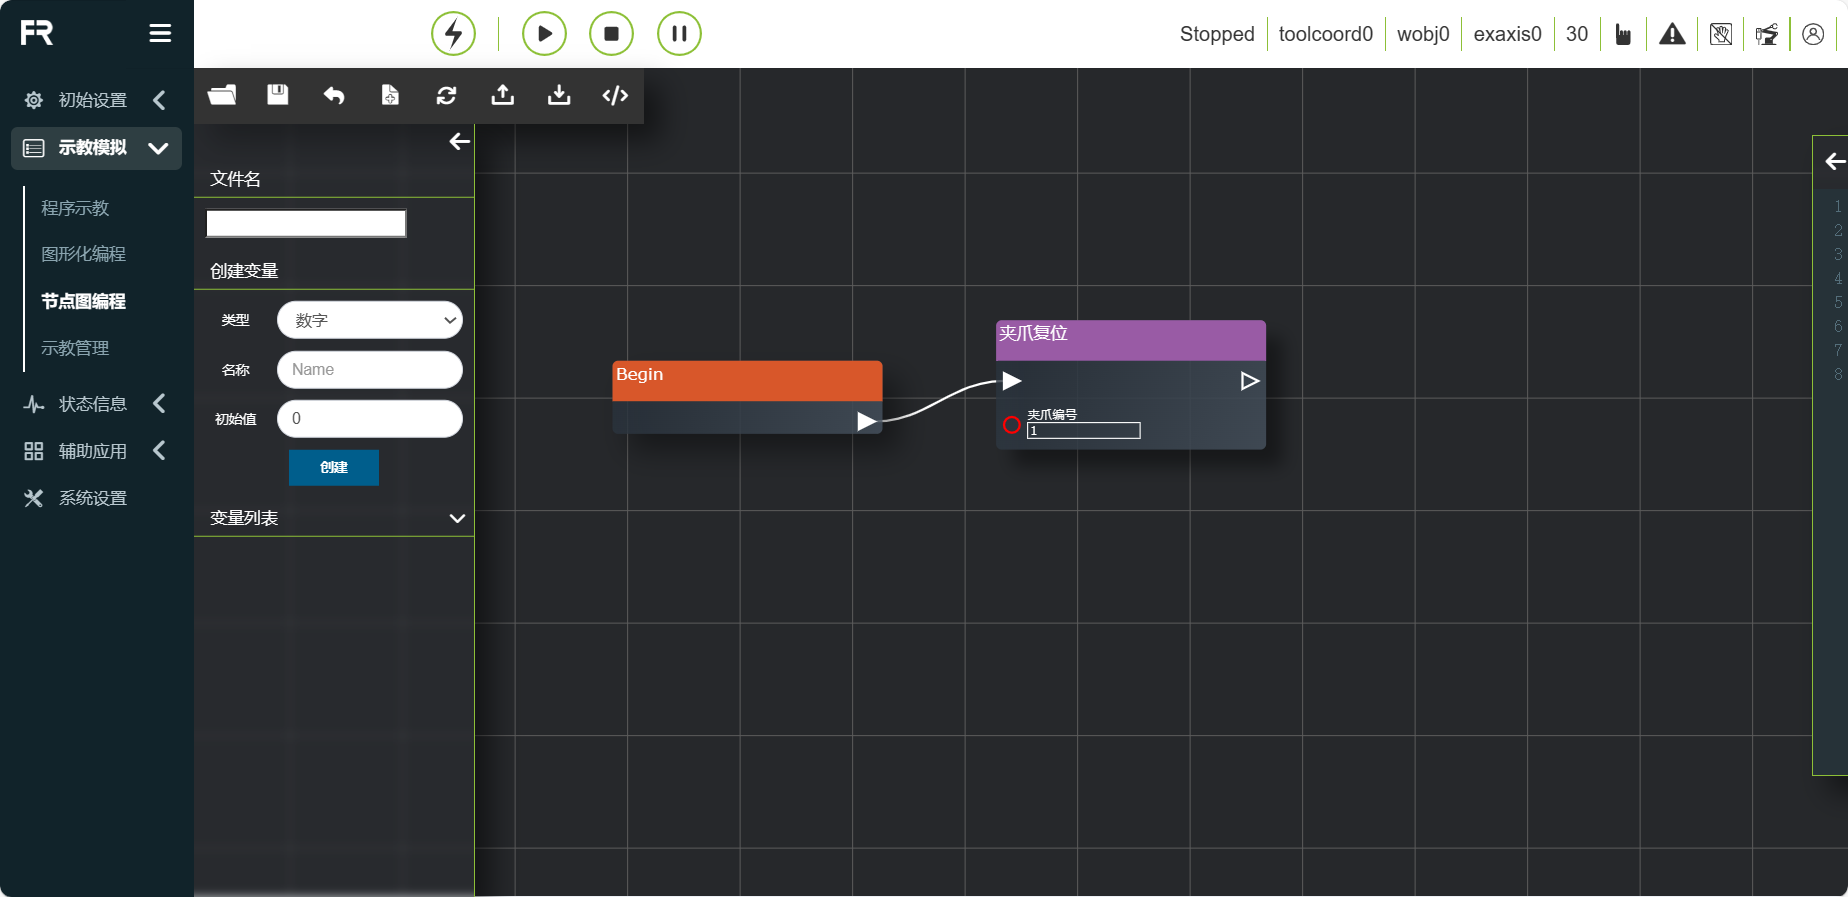 FR
Stopped
toolcoord0
wobj0
exaxis0
30
初始设置
示教模拟
程序示教
图形化编程
节点图编程
示教管理
状态信息
辅助应用
系统设置
文件名
创建变量
类型 数字
名称 Name
初始值 0
创建
变量列表
Begin
夹爪复位
夹爪编号
1
1
2
3
4
5
6
7
8